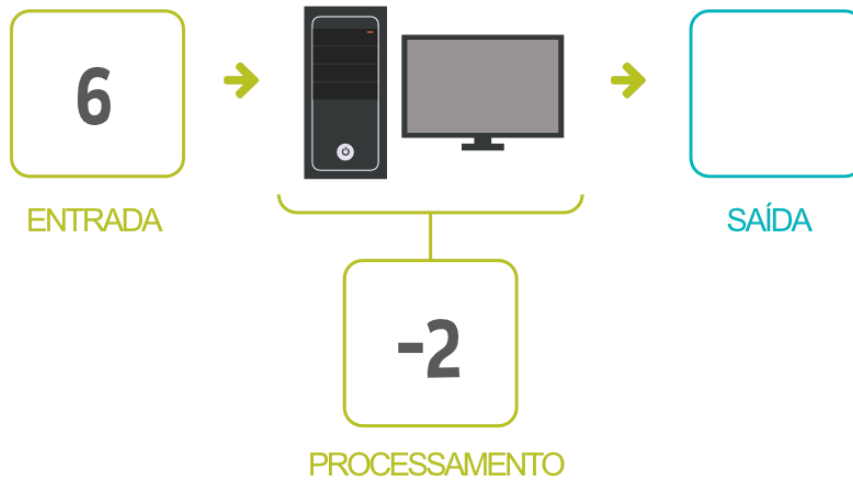 6
ENTRADA
SAÍDA
-2
PROCESSAMENTO